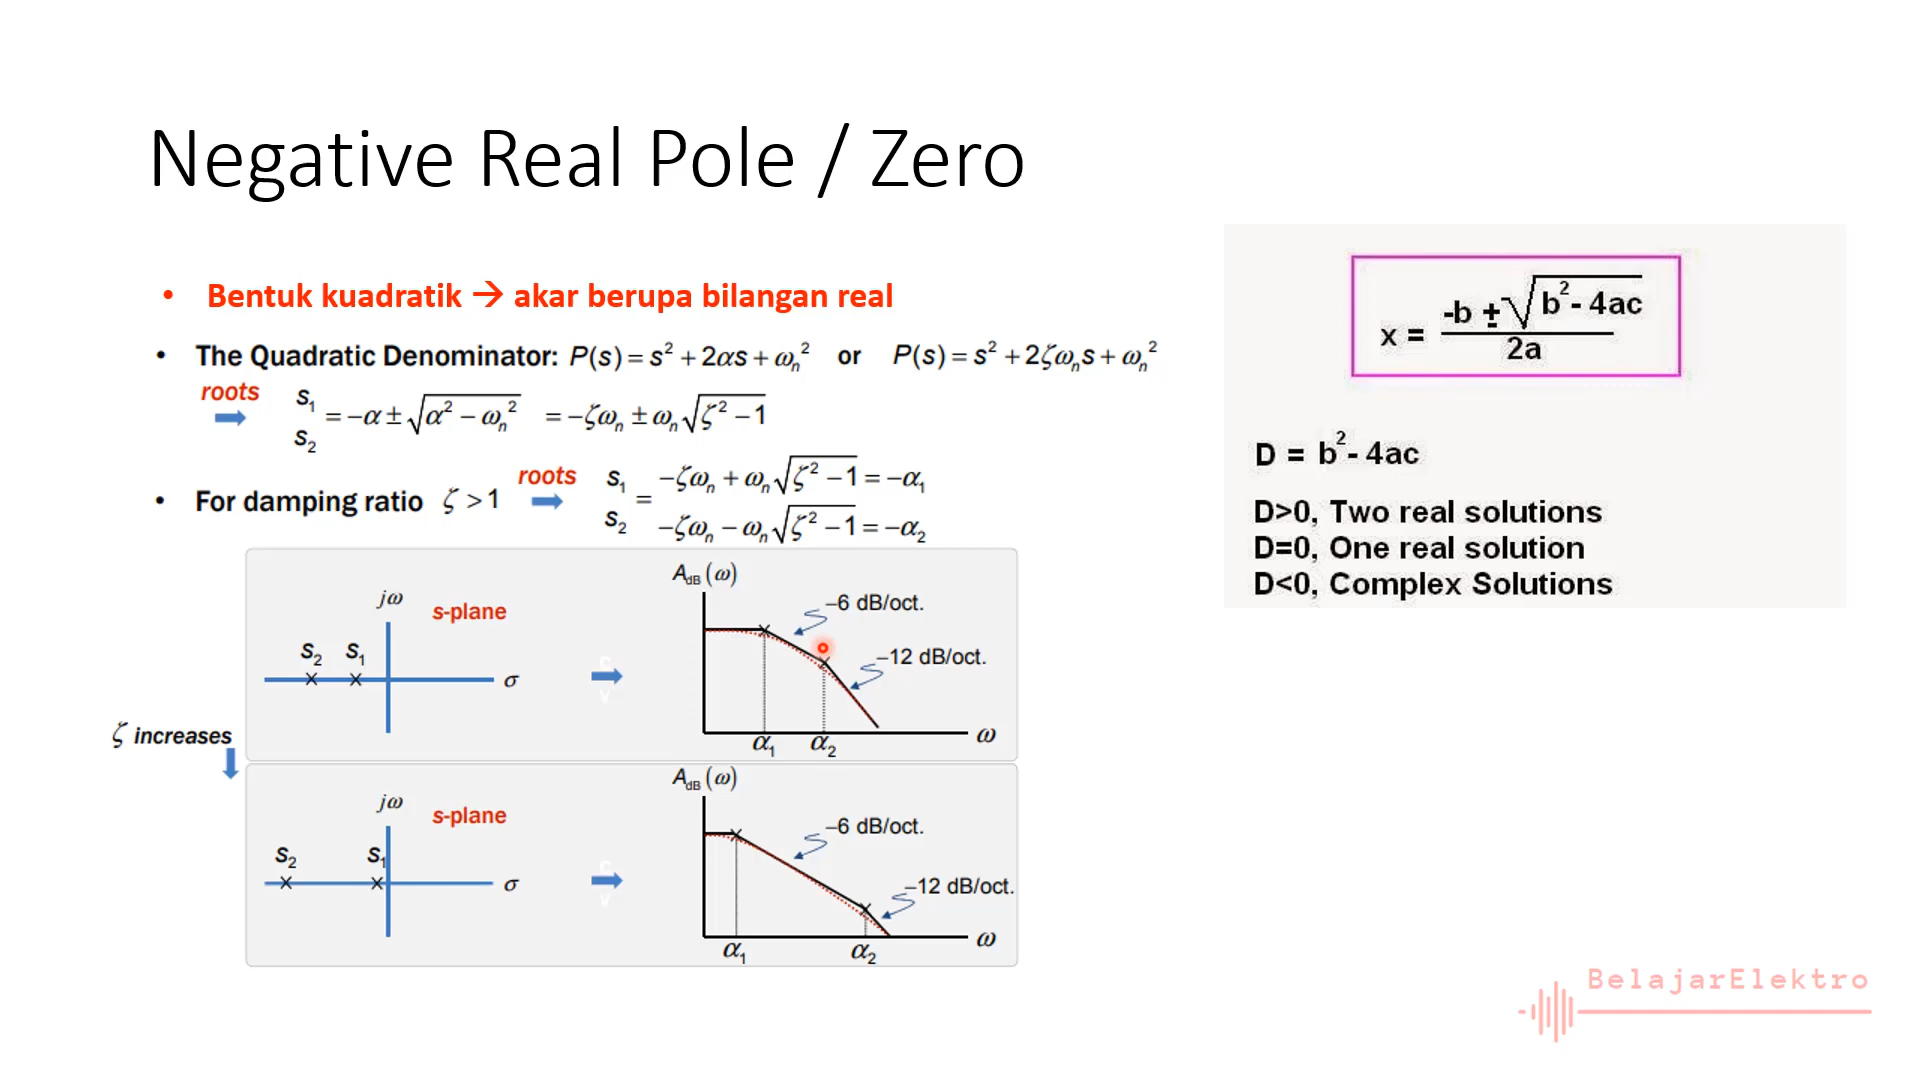 Negative Real Pole / Zero
• Bentuk kuadratik → akar berupa bilangan real
• The Quadratic Denominator: P(s) = s² + 2αs + ωₙ² or P(s) = s² + 2ζωₙs + ωₙ²
roots
s₁
s₂
= −α ± √(α² − ωₙ²) = −ζωₙ ± ωₙ√(ζ² − 1)
• For damping ratio ζ > 1
roots
s₁
s₂
=
−ζωₙ + ωₙ√(ζ² − 1) = −α₁
−ζωₙ − ωₙ√(ζ² − 1) = −α₂
jω
s-plane
s₂ s₁
σ
A_dB(ω)
−6 dB/oct.
−12 dB/oct.
α₁ α₂
ω
ζ increases
jω
s-plane
s₂ s₁
σ
A_dB(ω)
−6 dB/oct.
−12 dB/oct.
α₁ α₂
ω
x = (-b ± √(b² - 4ac)) / 2a
D = b² - 4ac
D>0, Two real solutions
D=0, One real solution
D<0, Complex Solutions
BelajarElektro